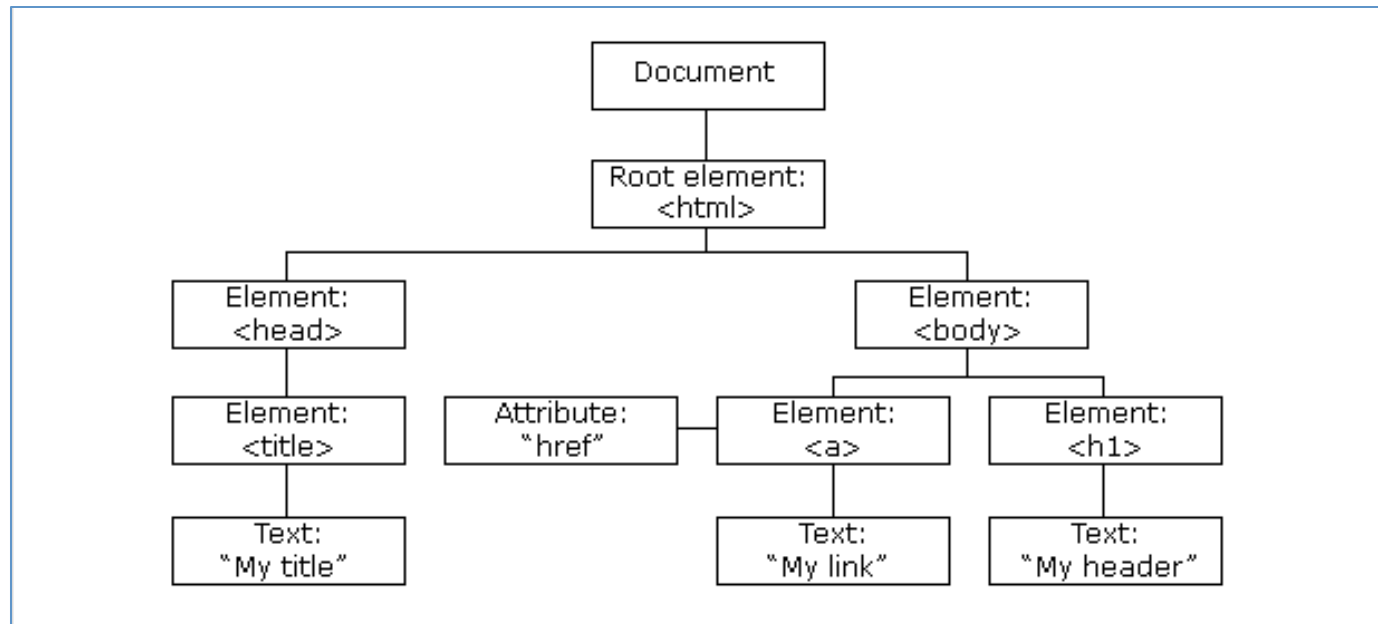 Document
Root element:
<html>
Element:
<head>
Element:
<body>
Element:
<title>
Attribute:
“href”
Element:
<a>
Element:
<h1>
Text:
“My title”
Text:
“My link”
Text:
“My header”